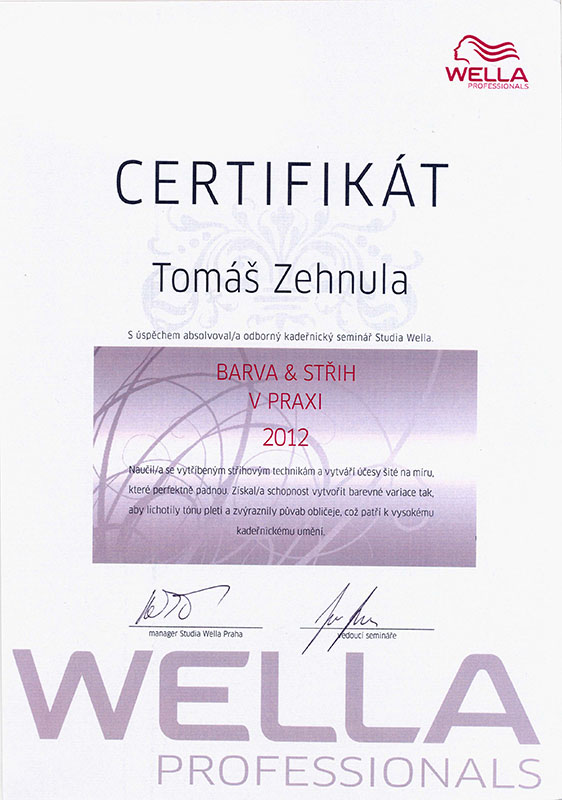 WELLA
PROFESSIONALS
CERTIFIKÁT
Tomáš Zehnula
S úspěchem absolvoval/a odborný kadeřnický seminář Studia Wella.
BARVA & STŘIH
V PRAXI
2012
Naučil/a se vytříbeným střihovým technikám a vytváří účesy šité na míru,
které perfektně padnou. Získal/a schopnost vytvořit barevné variace tak,
aby lichotily tónu pleti a zvýraznily půvab obličeje, což patří k vysokému
kadeřnickému umění.
manager Studia Wella Praha
vedoucí semináře
WELLA
PROFESSIONALS